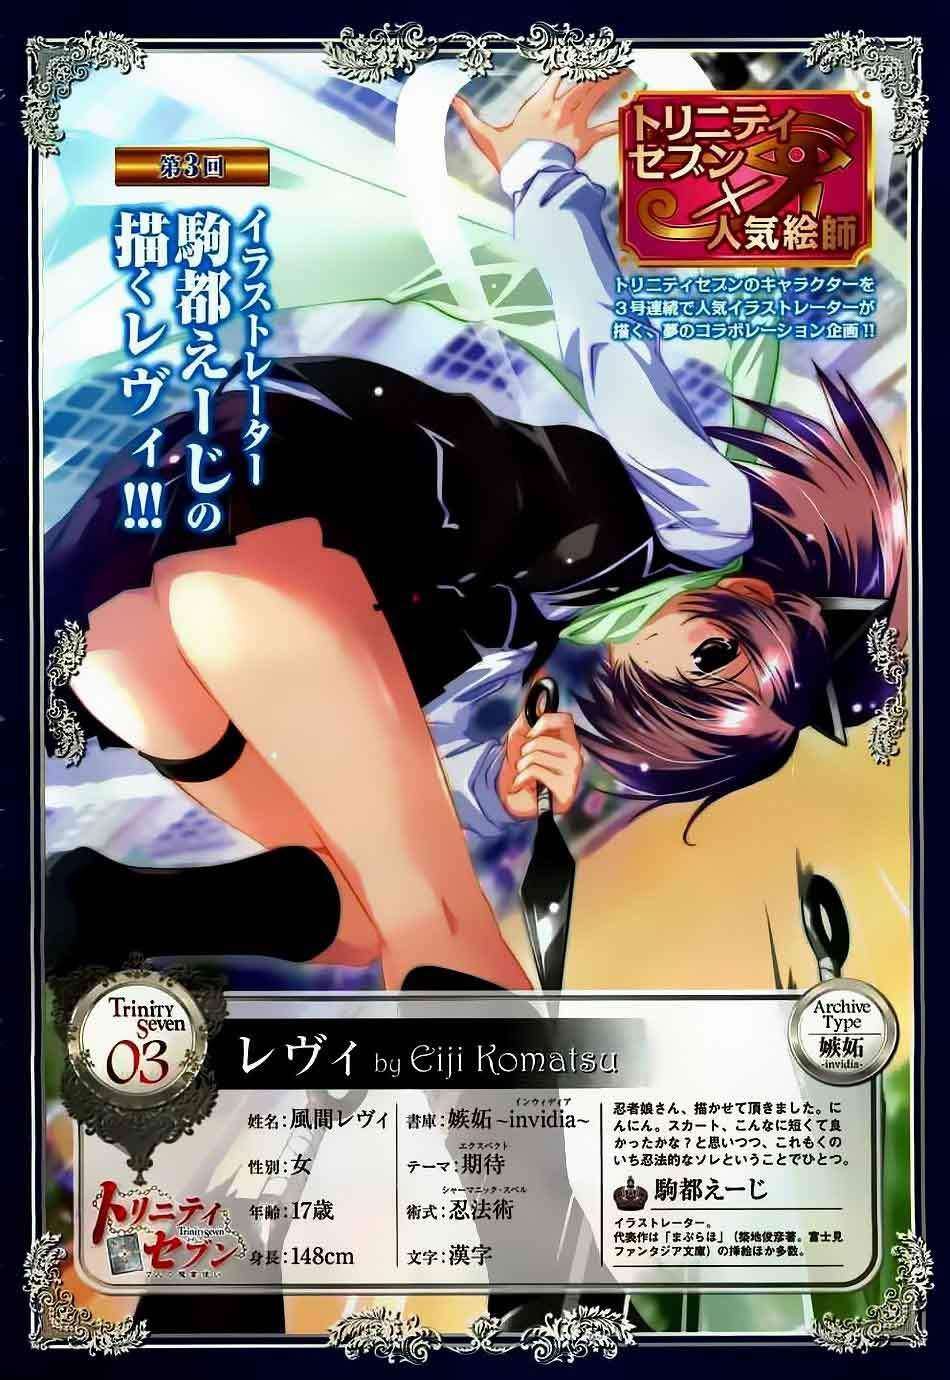 トリニティ
セブン
×
人気絵師
トリニティセブンのキャラクターを
3号連続で人気イラストレーターが
描く、夢のコラボレーション企画!!
第3回
イラストレーター
駒都えーじの
描くレヴィ!!!
Trinity
Seven
03
レヴィ by Eiji Komatsu
Archive
Type
嫉妬
-invidia-
姓名:風間レヴィ
性別:女
年齢:17歳
身長:148cm
インウィディア
書庫:嫉妬~invidia~
エクスペクト
テーマ:期待
シャーマニック・スペル
術式:忍法術
文字:漢字
忍者娘さん、描かせて頂きました。に
んにん。スカート、こんなに短くて良
かったかな?と思いつつ、これもくの
いち忍法的なソレということでひとつ。
駒都えーじ
イラストレーター。
代表作は「まぶらほ」(築地俊彦著。富士見
ファンタジア文庫)の挿絵ほか多数。
トリニティ
Trinity Seven
セブン
7人の魔書使い